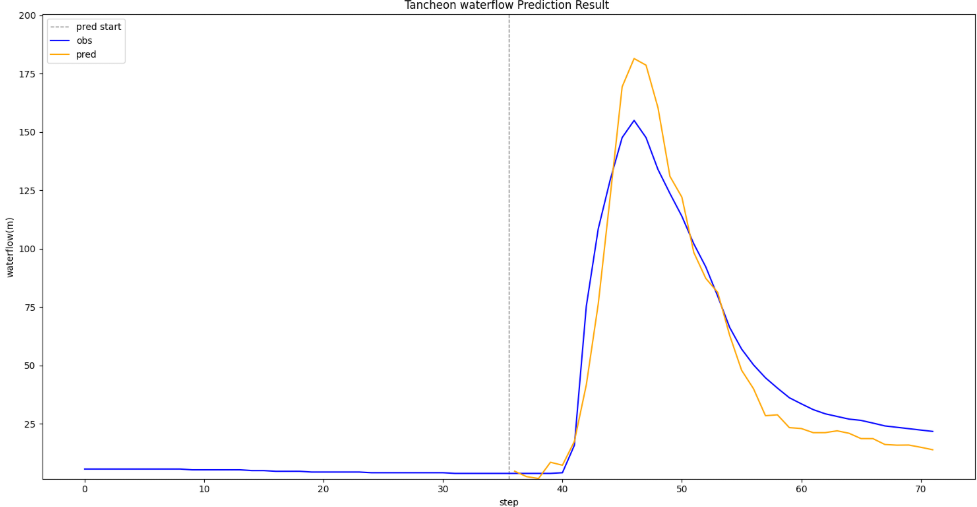 Tancheon waterflow Prediction Result
pred start
obs
pred
200
175
150
125
100
75
50
25
waterflow(m)
0 10 20 30 40 50 60 70
step